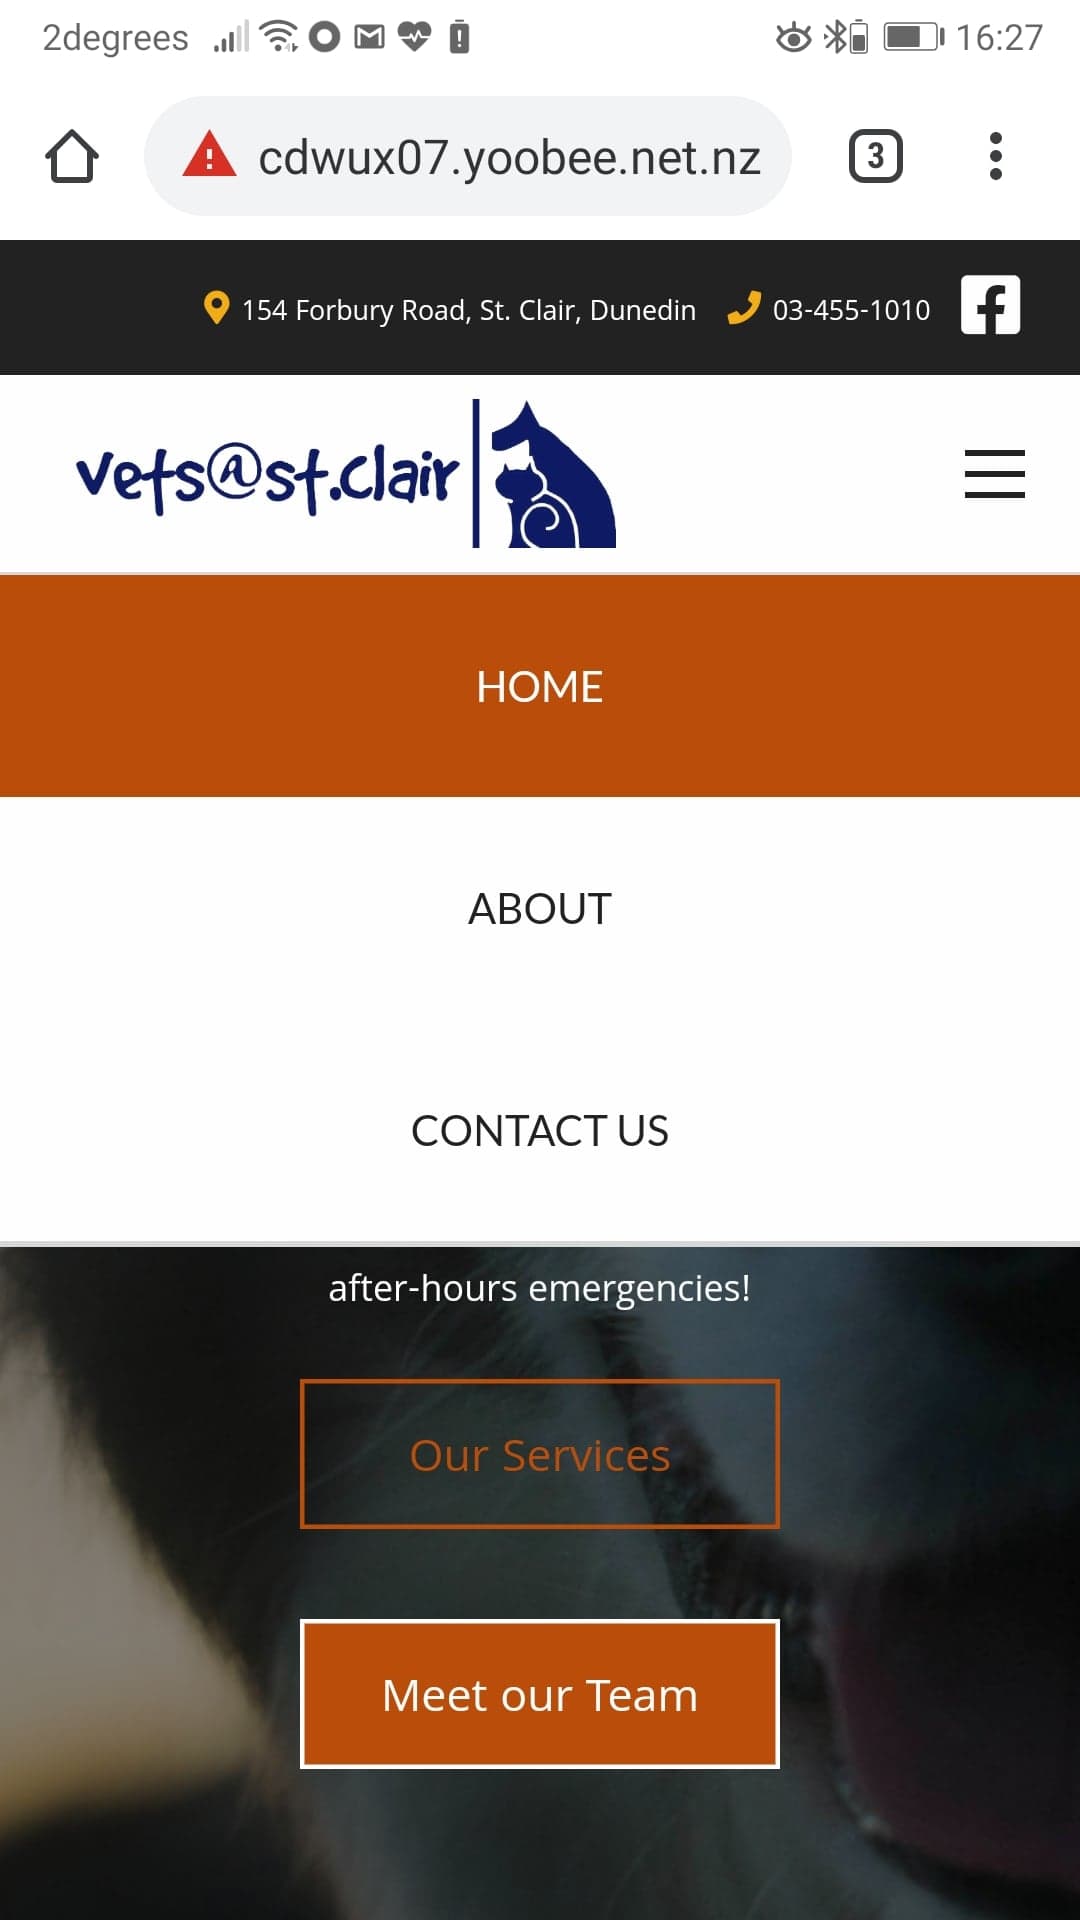 2degrees 16:27
cdwux07.yoobee.net.nz 3
154 Forbury Road, St. Clair, Dunedin 03-455-1010
vets@st.clair
HOME
ABOUT
CONTACT US
after-hours emergencies!
Our Services
Meet our Team